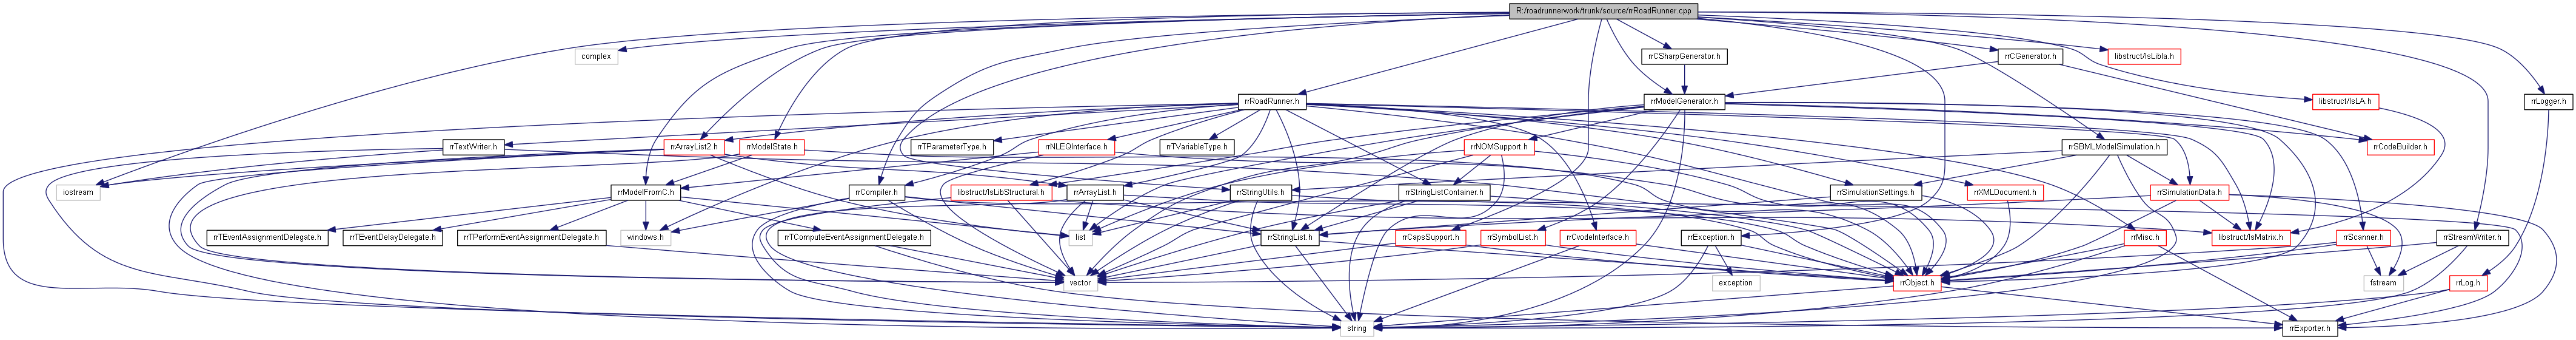 R:/roadrunnerwork/trunk/source/rrRoadRunner.cpp
complex
rrCSharpGenerator.h
rrCGenerator.h
libstruct/lsLibla.h
rrRoadRunner.h
rrModelGenerator.h
libstruct/lsLA.h
rrLogger.h
rrTextWriter.h
rrArrayList2.h
rrModelState.h
rrTParameterType.h
rrNLEQInterface.h
rrTVariableType.h
rrNOMSupport.h
rrSBMLModelSimulation.h
rrCodeBuilder.h
iostream
rrModelFromC.h
rrCompiler.h
libstruct/lsLibStructural.h
rrArrayList.h
rrStringUtils.h
rrStringListContainer.h
rrSimulationSettings.h
rrXMLDocument.h
rrSimulationData.h
rrTEventAssignmentDelegate.h
rrTEventDelayDelegate.h
rrTPerformEventAssignmentDelegate.h
windows.h
rrTComputeEventAssignmentDelegate.h
list
rrStringList.h
rrCapsSupport.h
rrSymbolList.h
rrCvodeInterface.h
rrException.h
rrMisc.h
libstruct/lsMatrix.h
rrScanner.h
rrStreamWriter.h
vector
exception
rrObject.h
fstream
rrLog.h
string
rrExporter.h